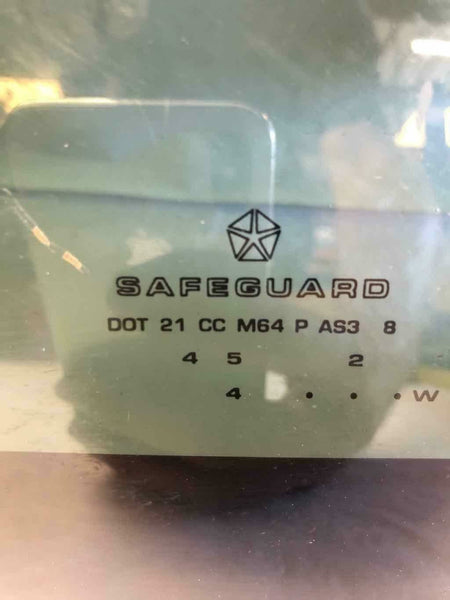 SAFEGUARD
DOT 21 CC M64 P AS3 8
4 5 2
4 . . . W